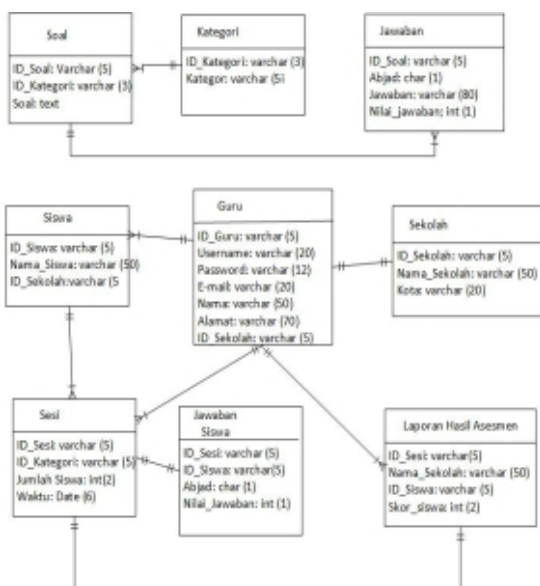 Soal
ID_Soal: Varchar (5)
ID_Kategori: varchar (3)
Soal: text
Kategori
ID_Kategori: varchar (3)
Kategor: varchar (5i
Jawaban
ID_Soal: varchar (5)
Abjad: char (1)
Jawaban: varchar (80)
Nilai_jawaban; int (1)
Siswa
ID_Siswa: varchar (5)
Nama_Siswa: varchar (50)
ID_Sekolah:varchar (5
Guru
ID_Guru: varchar (5)
Username: varchar (20)
Password: varchar (12)
E-mail: varchar (20)
Nama: varchar (50)
Alamat: varchar (70)
ID_Sekolah: varchar (5)
Sekolah
ID_Sekolah: varchar (5)
Nama_Sekolah: varchar (50)
Kota: varchar (20)
Sesi
ID_Sesi: varchar (5)
ID_Kategori: varchar (5)
Jumlah Siswa: int(2)
Waktu: Date (6)
Jawaban
Siswa
ID_Sesi: varchar (5)
ID_Siswa: varchar(5)
Abjad: char (1)
Nilai_Jawaban: int (1)
Laporan Hasil Asesmen
ID_Sesi: varchar(5)
Nama_Sekolah: varchar (50)
ID_Siswa: varchar (5)
Skor_siswa: int (2)